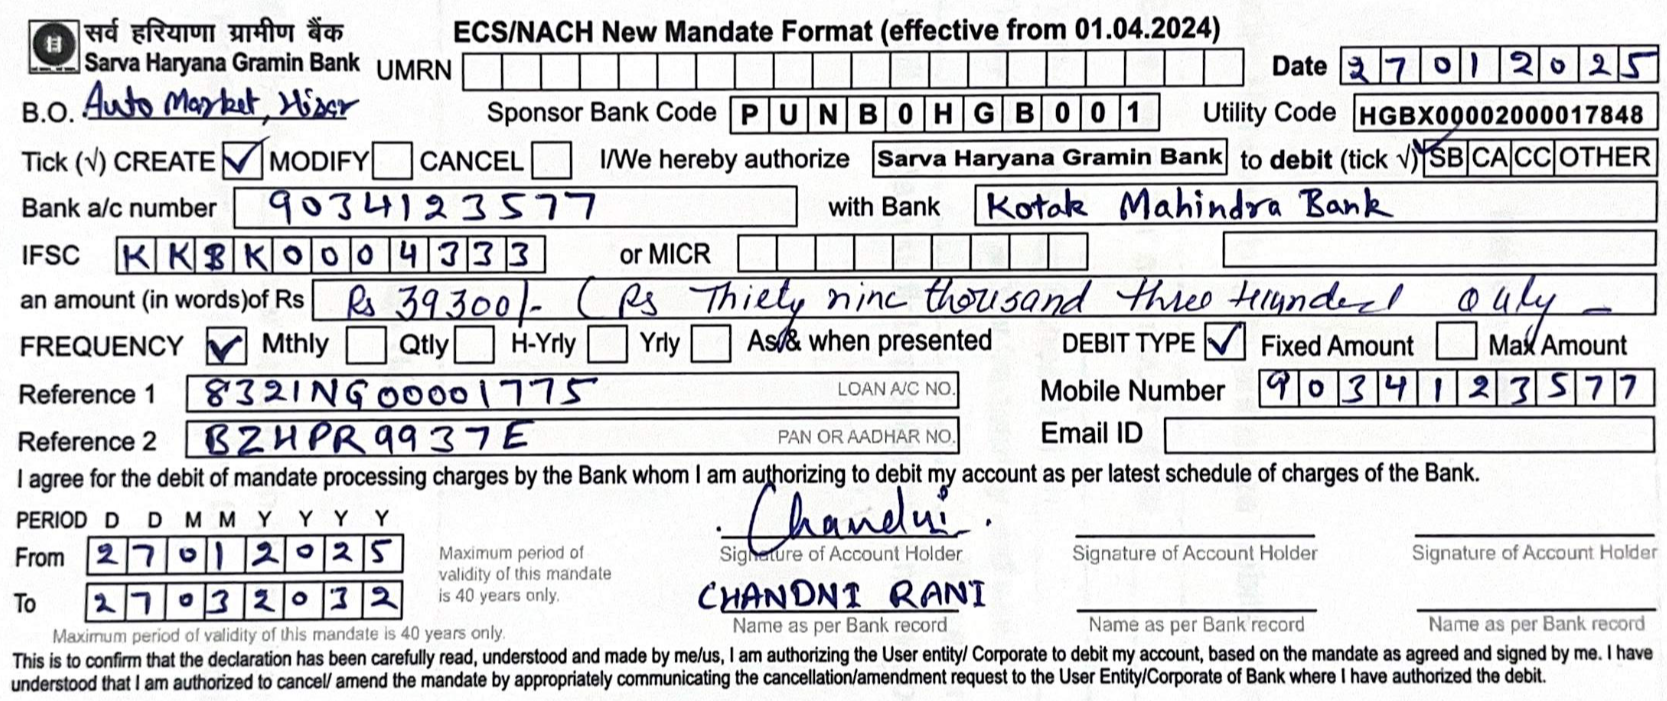 सर्व हरियाणा ग्रामीण बैंक
Sarva Haryana Gramin Bank
ECS/NACH New Mandate Format (effective from 01.04.2024)
UMRN Date 27012025
B.O. Auto Market, Hisar Sponsor Bank Code PUNB0HGB001 Utility Code HGBX00002000017848
Tick (√) CREATE ✓ MODIFY CANCEL I/We hereby authorize Sarva Haryana Gramin Bank to debit (tick √) ✓ SB CA CC OTHER
Bank a/c number 9034123577 with Bank Kotak Mahindra Bank
IFSC KKBK0004333 or MICR
an amount (in words)of Rs Rs 39300/- (Rs Thiety nine thousand three Hundred only
FREQUENCY ✓ Mthly Qtly H-Yrly Yrly As & when presented DEBIT TYPE ✓ Fixed Amount Max Amount
Reference 1 8321NG00001775 LOAN A/C NO. Mobile Number 9034123577
Reference 2 BZHPR9937E PAN OR AADHAR NO. Email ID
I agree for the debit of mandate processing charges by the Bank whom I am authorizing to debit my account as per latest schedule of charges of the Bank.
PERIOD D D M M Y Y Y Y
From 27012025
To 27032032
Maximum period of
validity of this mandate
is 40 years only.
Maximum period of validity of this mandate is 40 years only.
Chandni
Signature of Account Holder Signature of Account Holder Signature of Account Holder
CHANDNI RANI
Name as per Bank record Name as per Bank record Name as per Bank record
This is to confirm that the declaration has been carefully read, understood and made by me/us, I am authorizing the User entity/ Corporate to debit my account, based on the mandate as agreed and signed by me. I have
understood that I am authorized to cancel/ amend the mandate by appropriately communicating the cancellation/amendment request to the User Entity/Corporate of Bank where I have authorized the debit.